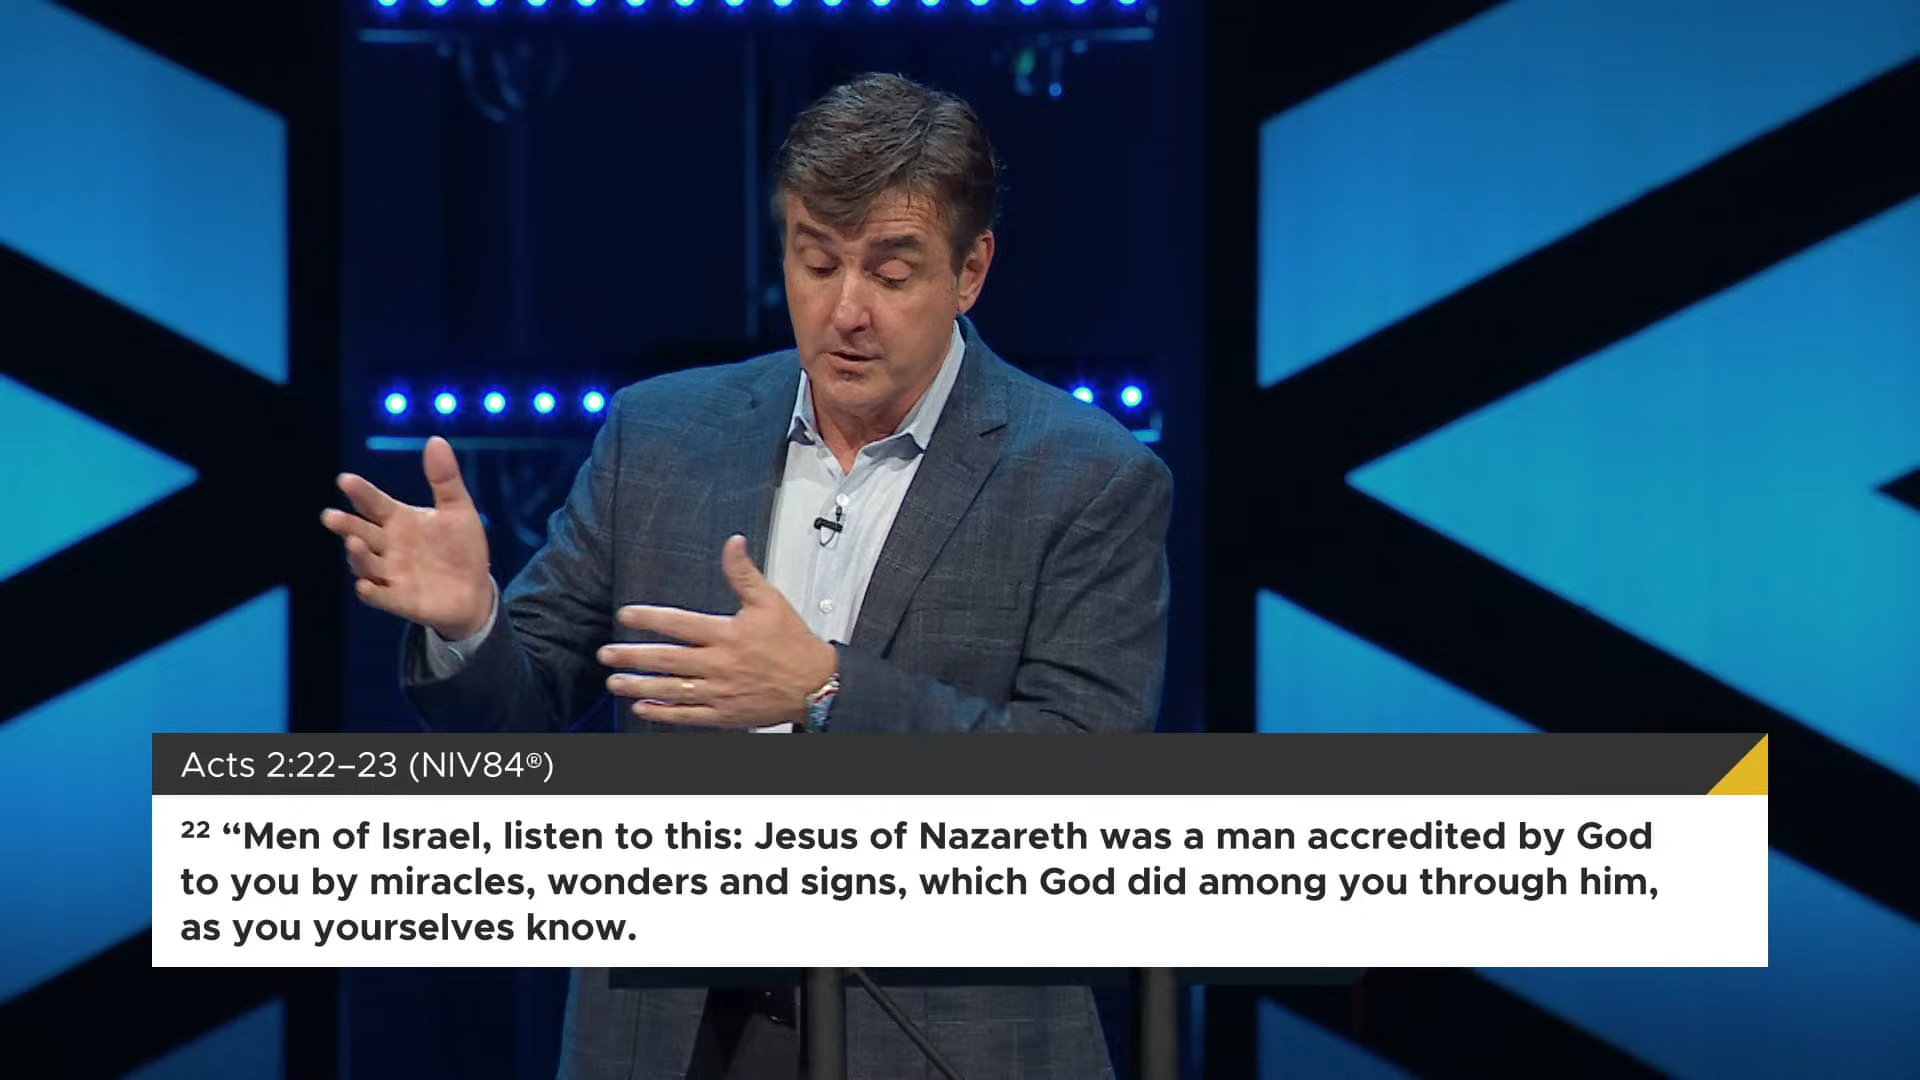 Acts 2:22–23 (NIV84®)
22 “Men of Israel, listen to this: Jesus of Nazareth was a man accredited by God
to you by miracles, wonders and signs, which God did among you through him,
as you yourselves know.